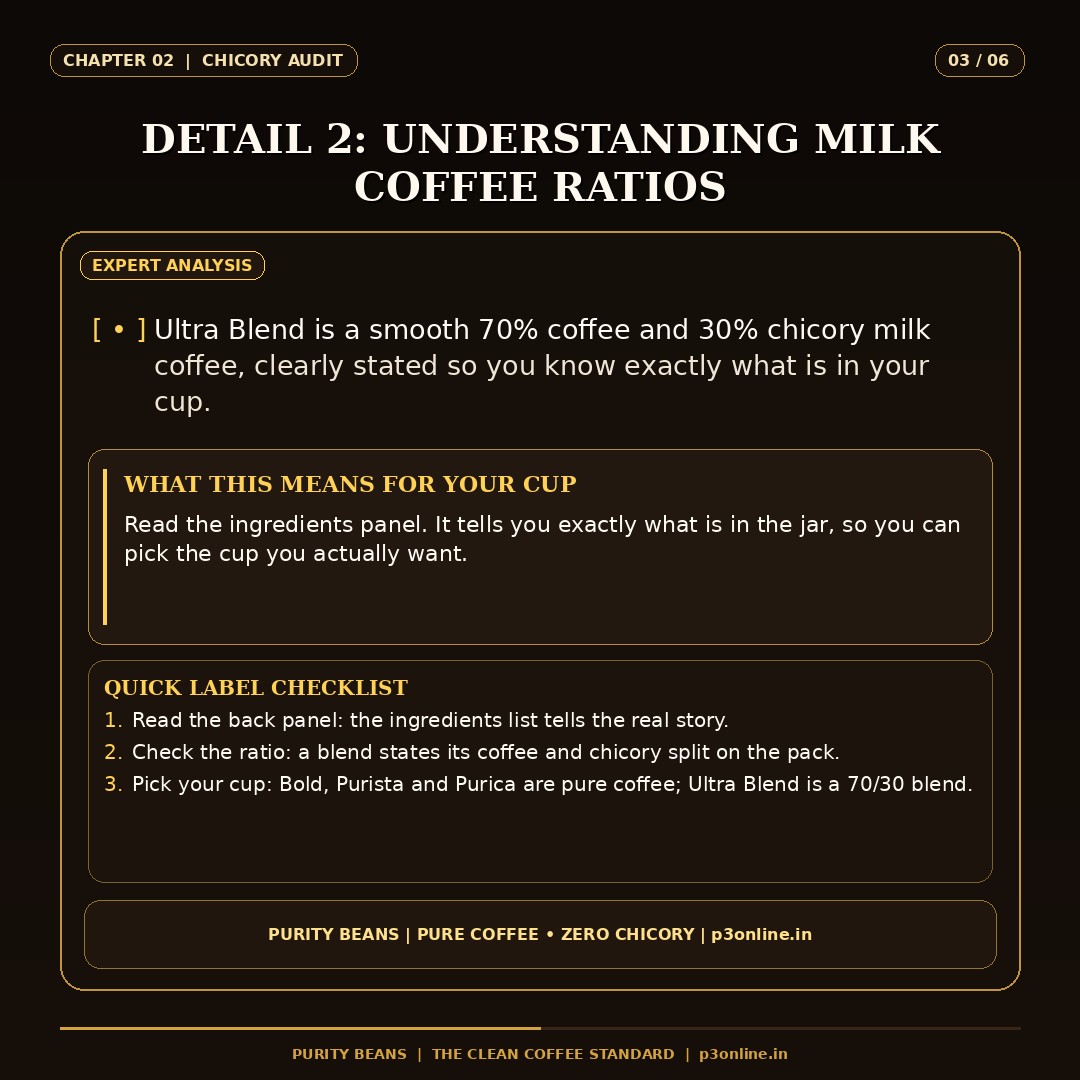 CHAPTER 02 | CHICORY AUDIT
03 / 06
DETAIL 2: UNDERSTANDING MILK
COFFEE RATIOS
EXPERT ANALYSIS
[ • ] Ultra Blend is a smooth 70% coffee and 30% chicory milk
coffee, clearly stated so you know exactly what is in your
cup.
WHAT THIS MEANS FOR YOUR CUP
Read the ingredients panel. It tells you exactly what is in the jar, so you can
pick the cup you actually want.
QUICK LABEL CHECKLIST
1. Read the back panel: the ingredients list tells the real story.
2. Check the ratio: a blend states its coffee and chicory split on the pack.
3. Pick your cup: Bold, Purista and Purica are pure coffee; Ultra Blend is a 70/30 blend.
PURITY BEANS | PURE COFFEE • ZERO CHICORY | p3online.in
PURITY BEANS | THE CLEAN COFFEE STANDARD | p3online.in